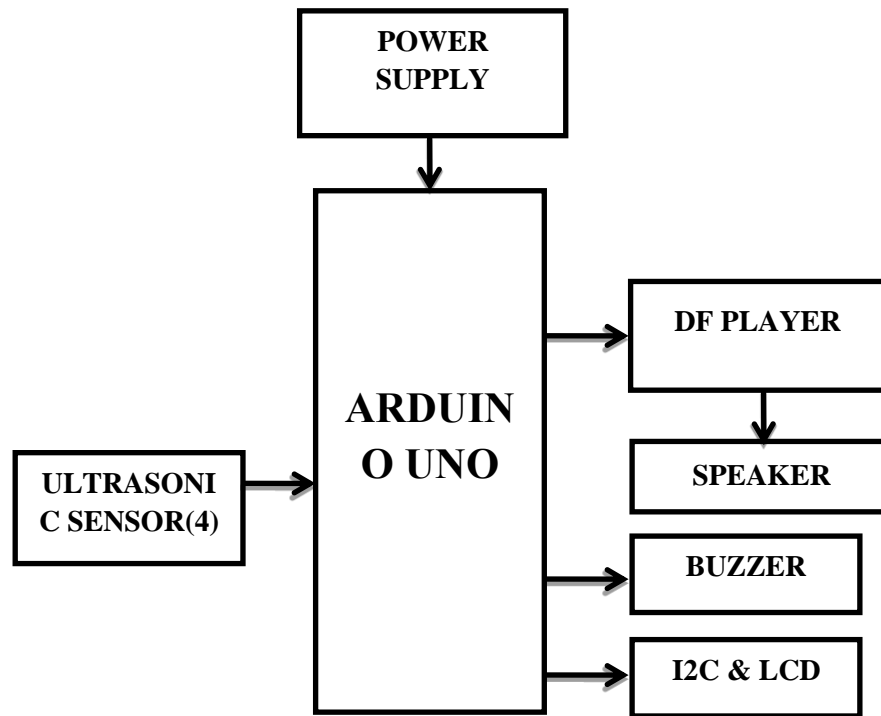 POWER
SUPPLY
DF PLAYER
ARDUIN
O UNO
ULTRASONI
C SENSOR(4)
SPEAKER
BUZZER
I2C & LCD